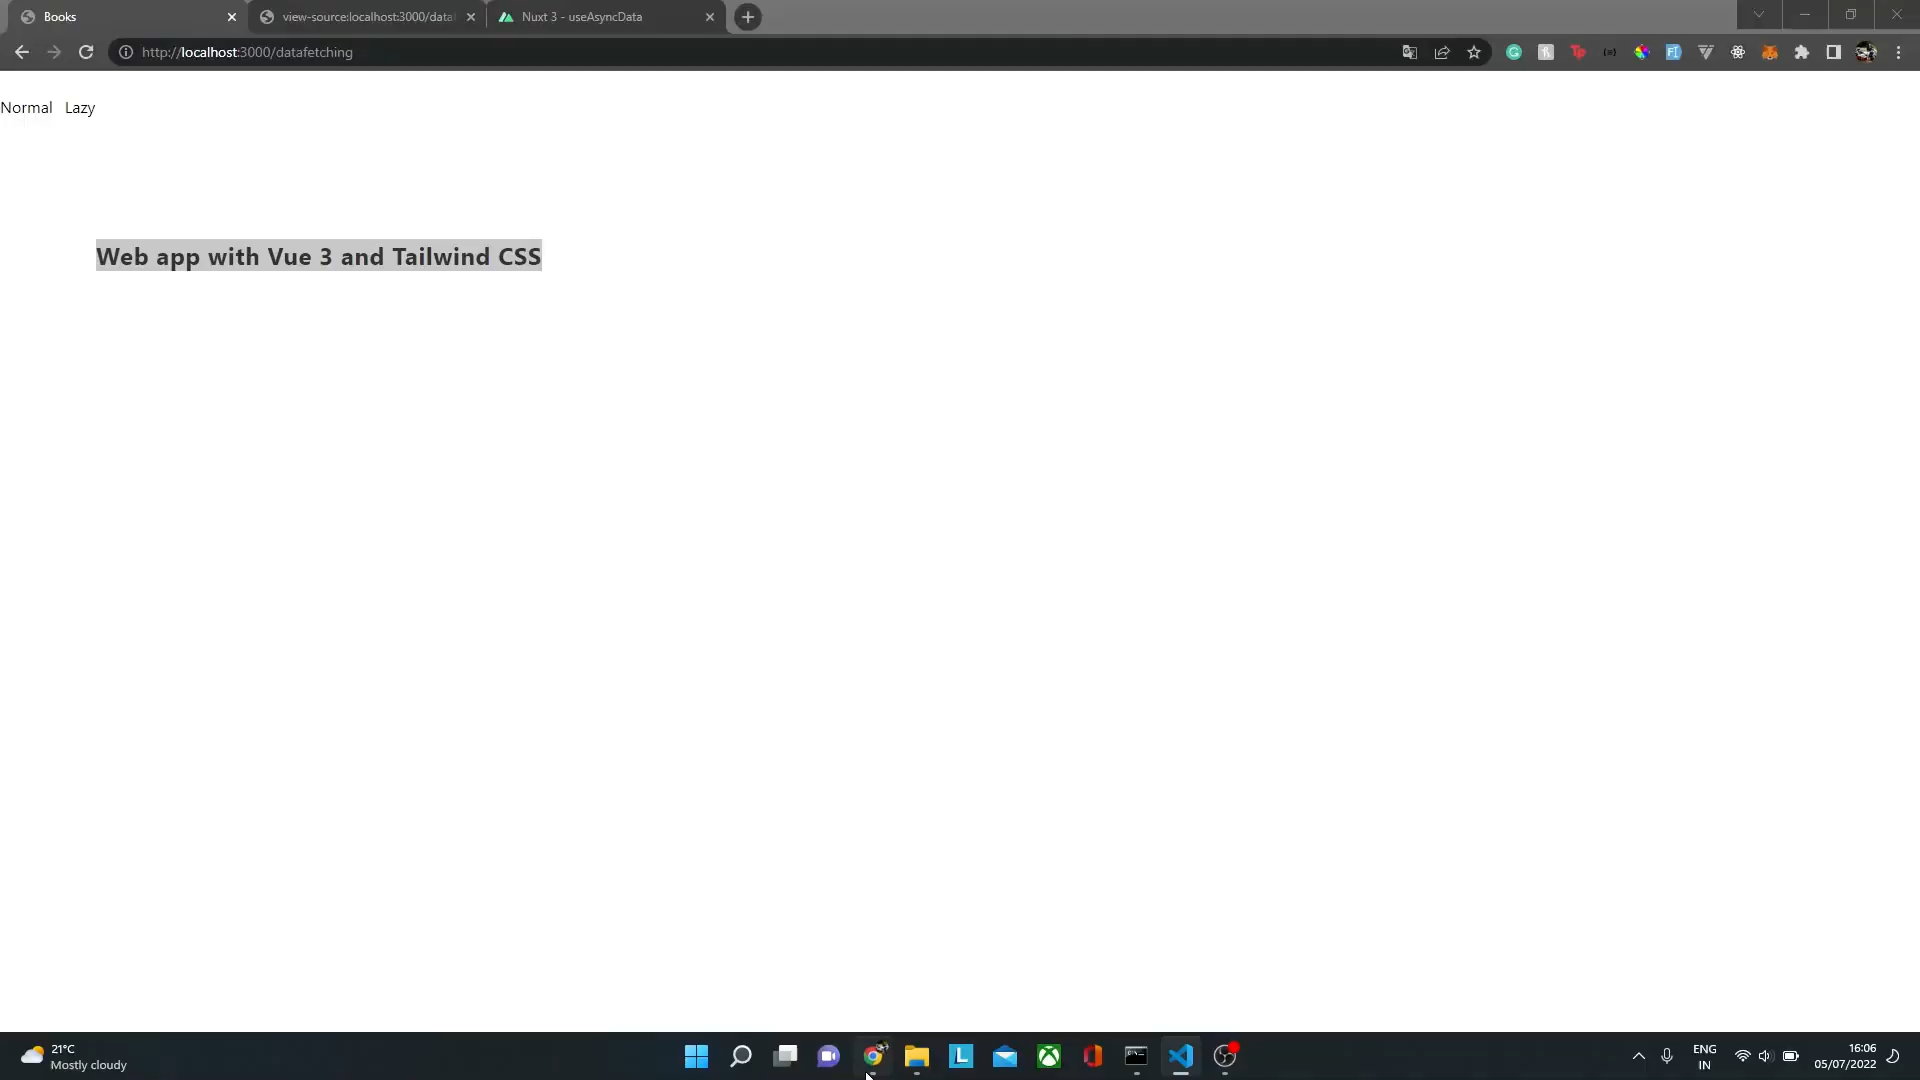 Books
view-source:localhost:3000/data
Nuxt 3 - useAsyncData
http://localhost:3000/datafetching
Normal Lazy
Web app with Vue 3 and Tailwind CSS
21°C
Mostly cloudy
ENG
IN
16:06
05/07/2022